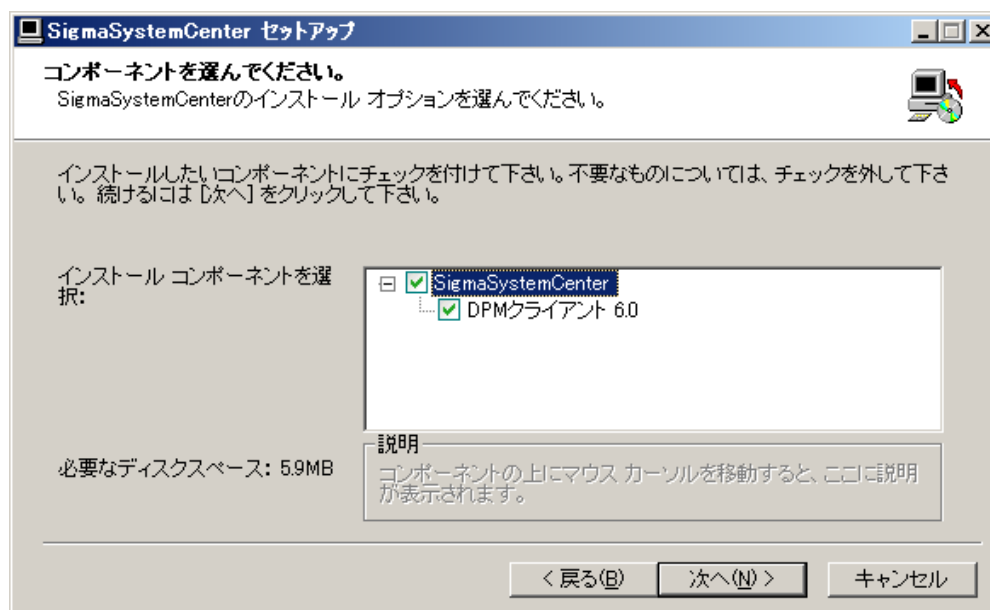 SigmaSystemCenter セットアップ
コンポーネントを選んでください。
SigmaSystemCenterのインストール オプションを選んでください。
インストールしたいコンポーネントにチェックを付けて下さい。不要なものについては、チェックを外して下さ
い。続けるには [次へ] をクリックして下さい。
インストール コンポーネントを選
択:
SigmaSystemCenter
DPMクライアント 6.0
必要なディスクスペース: 5.9MB
説明
コンポーネントの上にマウス カーソルを移動すると、ここに説明
が表示されます。
< 戻る(B)
次へ(N) >
キャンセル